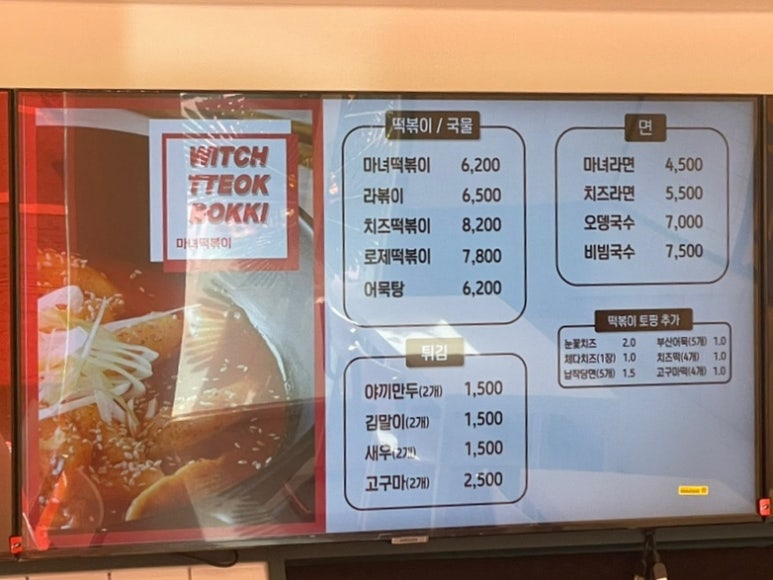 WITCH
TTEOK
BOKKI
마녀떡볶이
떡볶이 / 국물
마녀떡볶이 6,200
라볶이 6,500
치즈떡볶이 8,200
로제떡볶이 7,800
어묵탕 6,200
튀김
야끼만두(2개) 1,500
김말이(2개) 1,500
새우(2개) 1,500
고구마(2개) 2,500
면
마녀라면 4,500
치즈라면 5,500
오뎅국수 7,000
비빔국수 7,500
떡볶이 토핑 추가
눈꽃치즈 2.0 부산어묵(5개) 1.0
체다치즈(1장) 1.0 치즈떡(4개) 1.0
납작당면(5개) 1.5 고구마떡(4개) 1.0